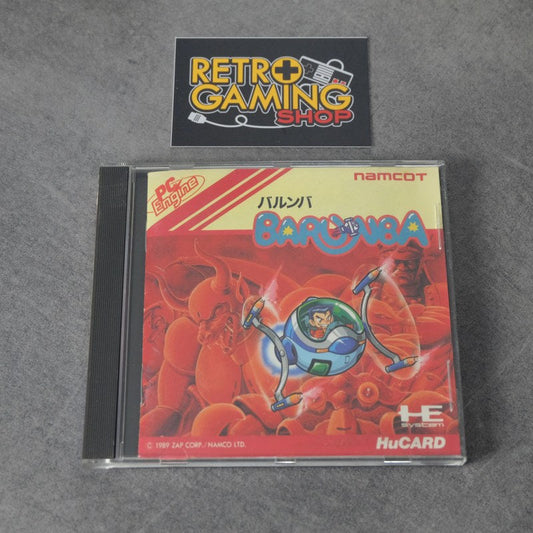 RETRO
GAMING
SHOP
PC
Engine
namcot
バルンバ
BARUNBA
HE
system
HuCARD
© 1989 ZAP CORP./NAMCO LTD.